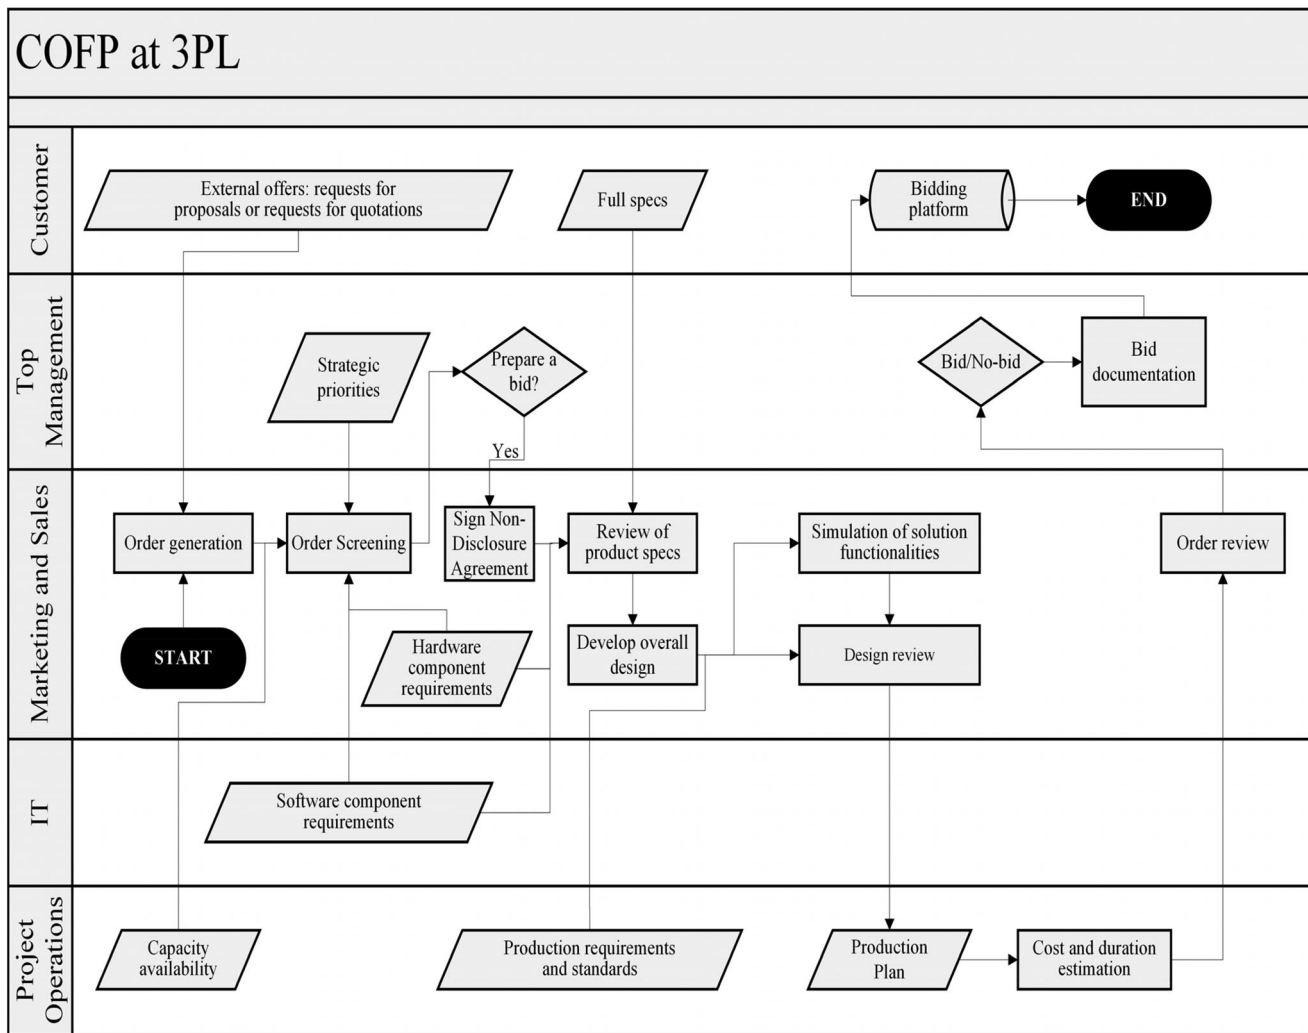 COFP at 3PL
Customer
External offers: requests for
proposals or requests for quotations
Full specs
Bidding
platform
END
Top
Management
Strategic
priorities
Prepare a
bid?
Yes
Bid/No-bid
Bid
documentation
Marketing and Sales
Order generation
Order Screening
Sign Non-
Disclosure
Agreement
Review of
product specs
Simulation of solution
functionalities
Order review
START
Hardware
component
requirements
Develop overall
design
Design review
IT
Software component
requirements
Project
Operations
Capacity
availability
Production requirements
and standards
Production
Plan
Cost and duration
estimation